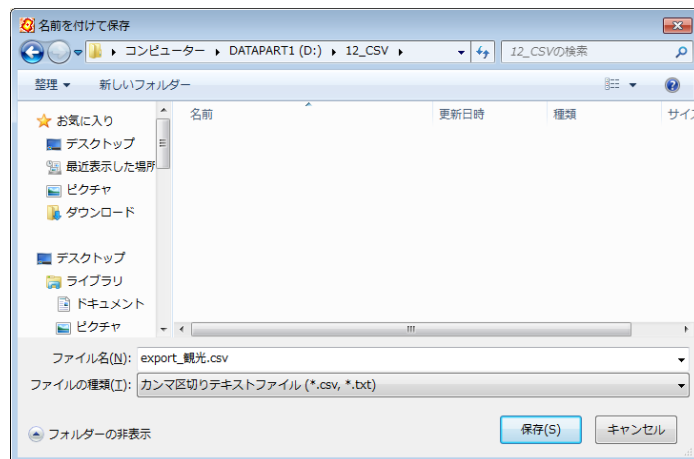 名前を付けて保存
コンピューター ▸ DATAPART1 (D:) ▸ 12_CSV ▸
12_CSVの検索
整理 ▼ 新しいフォルダー
名前 更新日時 種類 サイズ
お気に入り
デスクトップ
最近表示した場所
ピクチャ
ダウンロード
デスクトップ
ライブラリ
ドキュメント
ピクチャ
ファイル名(N): export_観光.csv
ファイルの種類(T): カンマ区切りテキストファイル (*.csv, *.txt)
フォルダーの非表示
保存(S) キャンセル